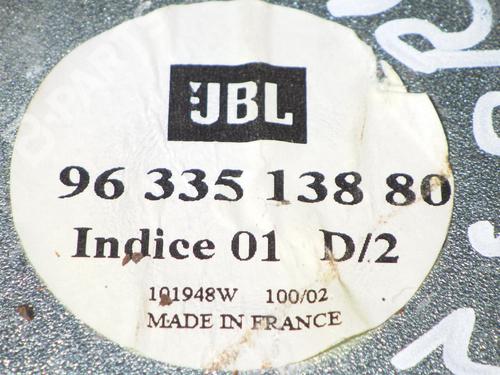 JBL
96 335 138 80
Indice 01 D/2
101948W 100/02
MADE IN FRANCE